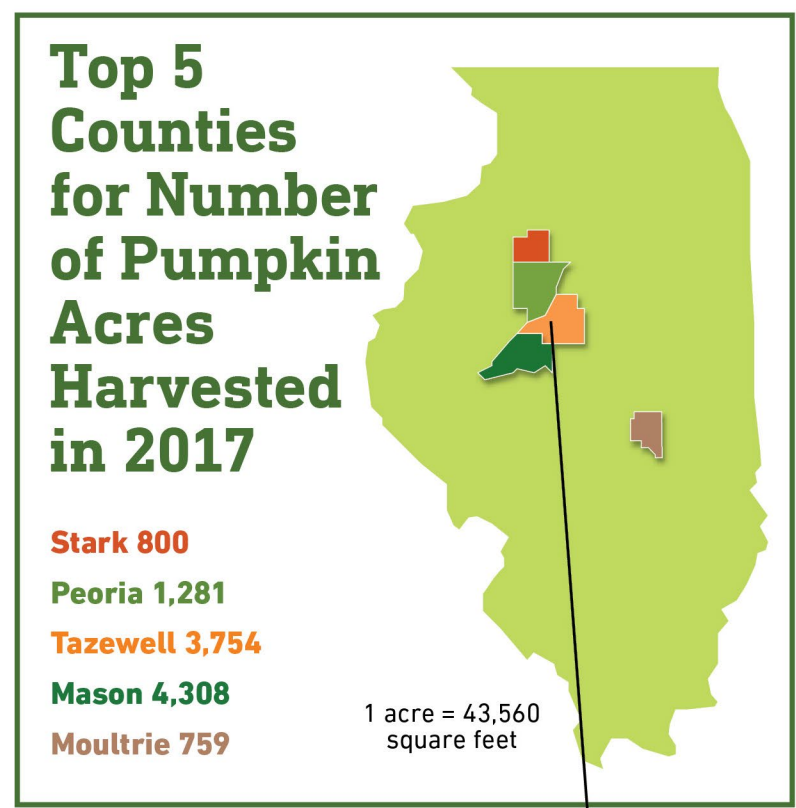 Top 5
Counties
for Number
of Pumpkin
Acres
Harvested
in 2017
Stark 800
Peoria 1,281
Tazewell 3,754
Mason 4,308
Moultrie 759
1 acre = 43,560
square feet